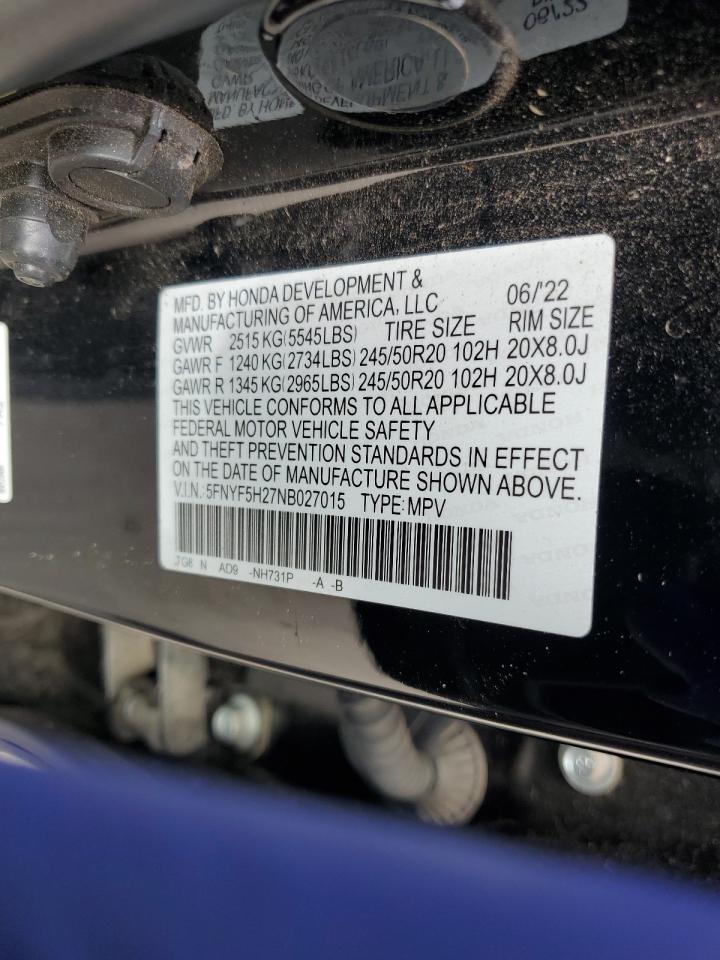 MFD. BY HONDA DEVELOPMENT &
MANUFACTURING OF AMERICA, LLC 06/'22
GVWR 2515 KG(5545LBS) TIRE SIZE RIM SIZE
GAWR F 1240 KG(2734LBS) 245/50R20 102H 20X8.0J
GAWR R 1345 KG(2965LBS) 245/50R20 102H 20X8.0J
THIS VEHICLE CONFORMS TO ALL APPLICABLE
FEDERAL MOTOR VEHICLE SAFETY
AND THEFT PREVENTION STANDARDS IN EFFECT
ON THE DATE OF MANUFACTURE SHOWN ABOVE.
V.I.N.: 5FNYF5H27NB027015 TYPE:MPV
TG8 N AD9 -NH731P -A -B